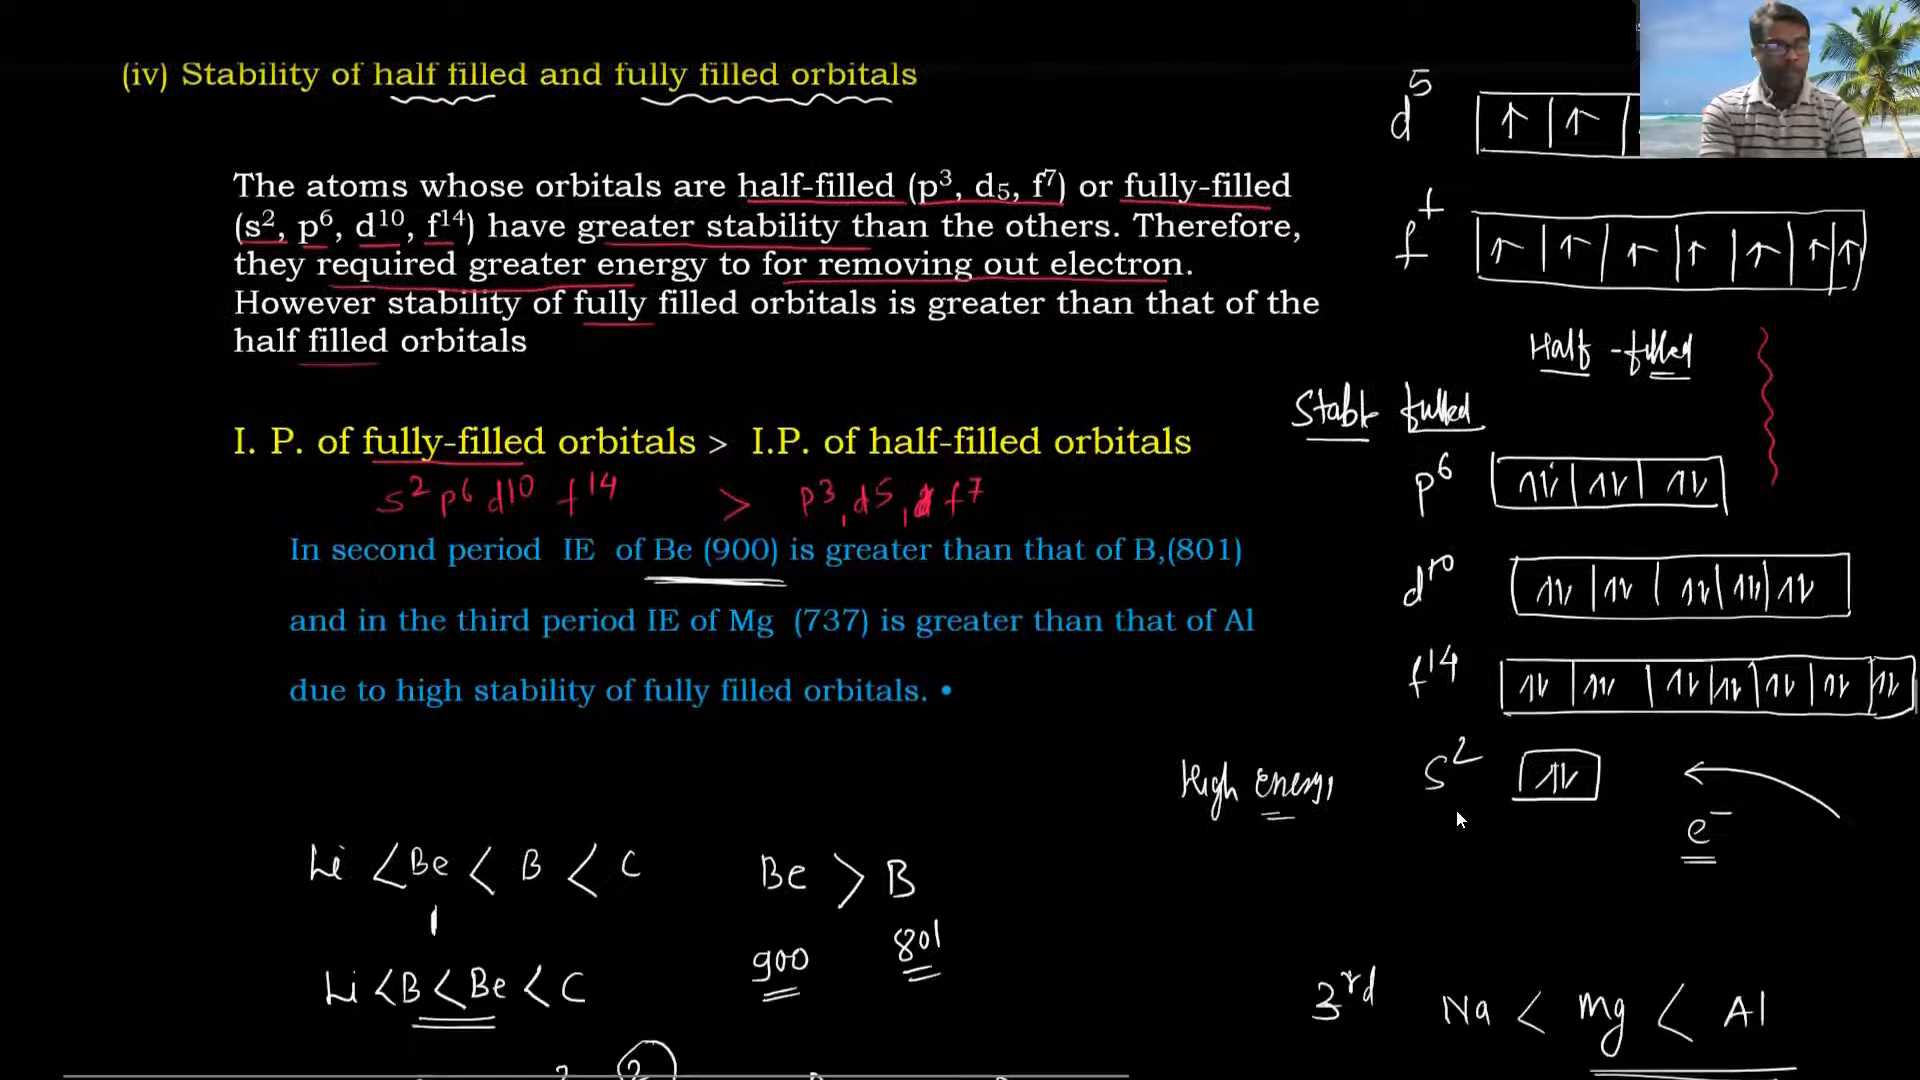 (iv) Stability of half filled and fully filled orbitals
The atoms whose orbitals are half-filled (p³, d5, f⁷) or fully-filled
(s², p⁶, d¹⁰, f¹⁴) have greater stability than the others. Therefore,
they required greater energy to for removing out electron.
However stability of fully filled orbitals is greater than that of the
half filled orbitals
I. P. of fully-filled orbitals > I.P. of half-filled orbitals
s² p⁶ d¹⁰ f¹⁴ > p³, d⁵, f⁷
In second period IE of Be (900) is greater than that of B,(801)
and in the third period IE of Mg (737) is greater than that of Al
due to high stability of fully filled orbitals. •
Li < Be < B < C
Li < B < Be < C
Be > B
900 801
d⁵ ↑ ↑
f ↑ ↑ ↑ ↑ ↑ ↑ ↑
Half-filled
filled
p⁶ ↑↓ ↑↓ ↑↓
d¹⁰ ↑↓ ↑↓ ↑↓ ↑↓ ↑↓
f¹⁴ ↑↓ ↑↓ ↑↓ ↑↓ ↑↓ ↑↓ ↑↓
High Energy s² ↑↓
e⁻
3rd Na < Mg < Al